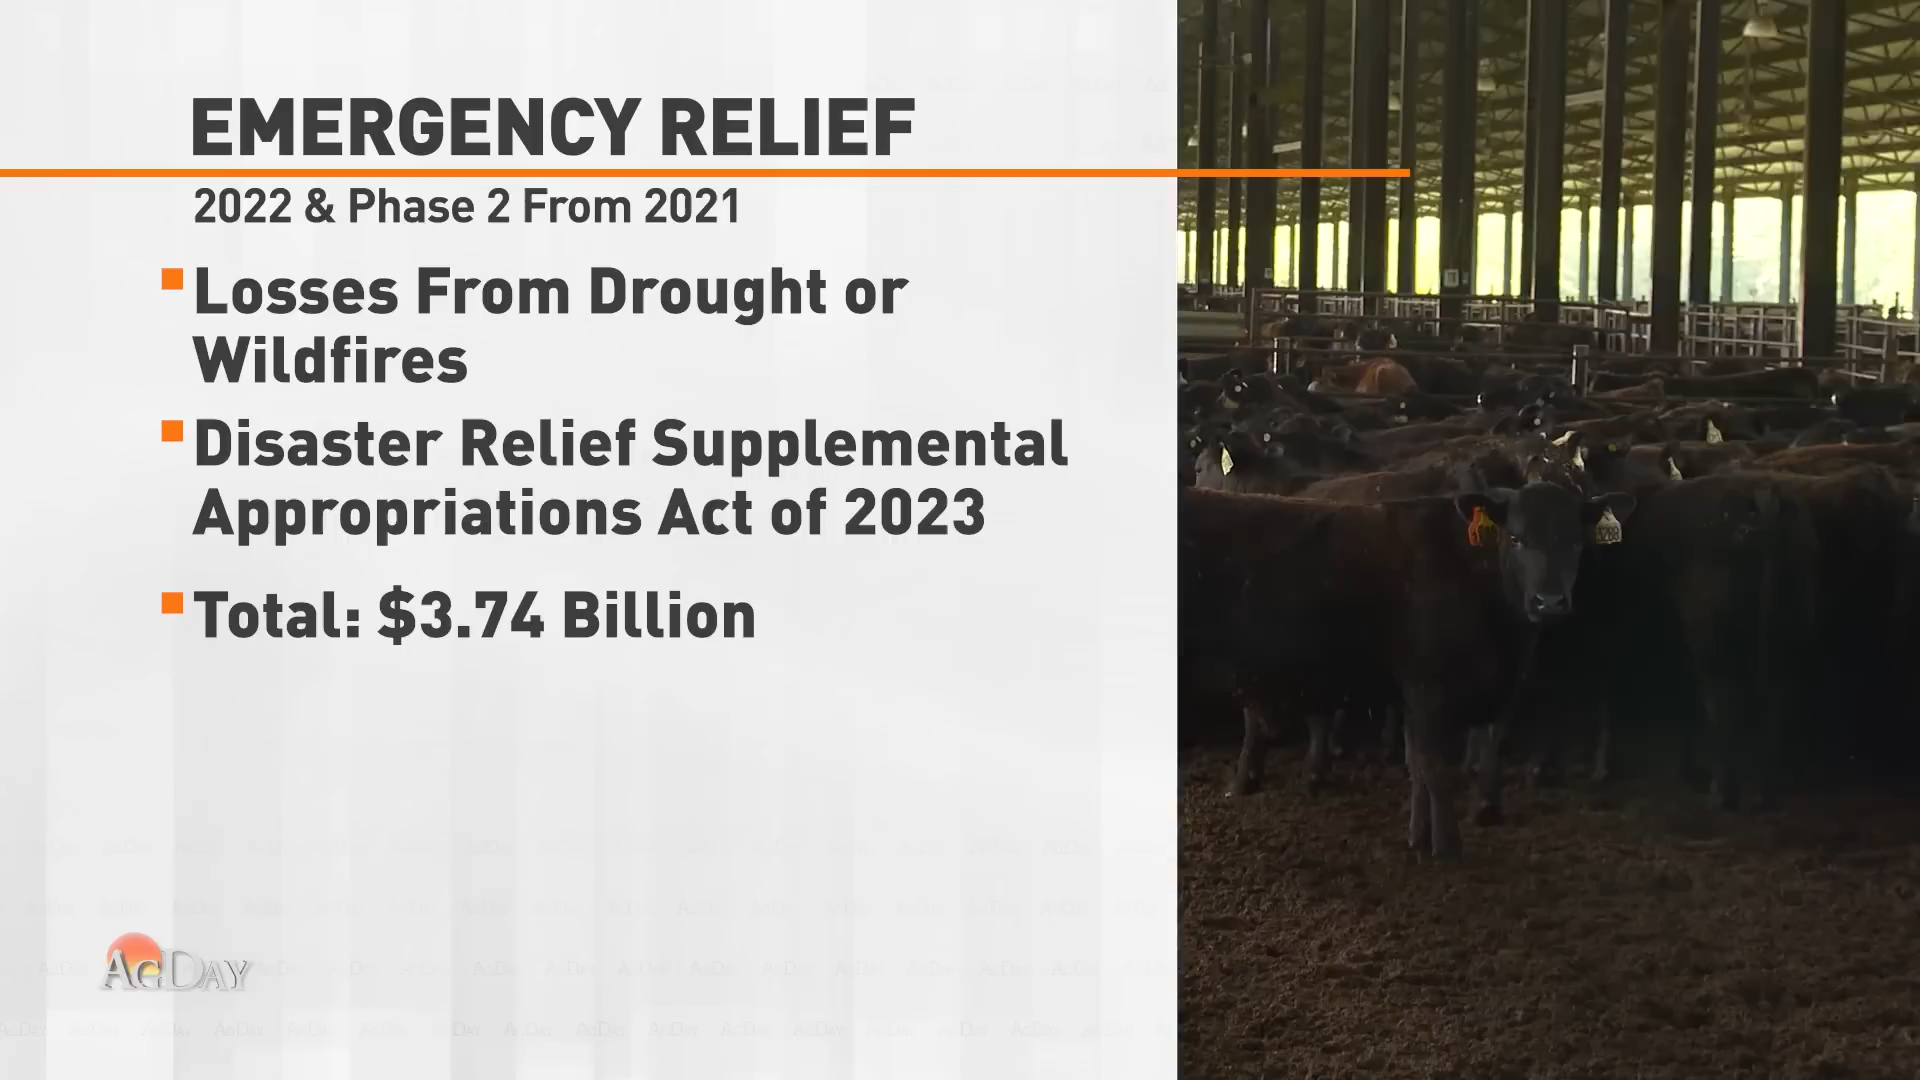 EMERGENCY RELIEF
2022 & Phase 2 From 2021
Losses From Drought or
Wildfires
Disaster Relief Supplemental
Appropriations Act of 2023
Total: $3.74 Billion
AGDAY